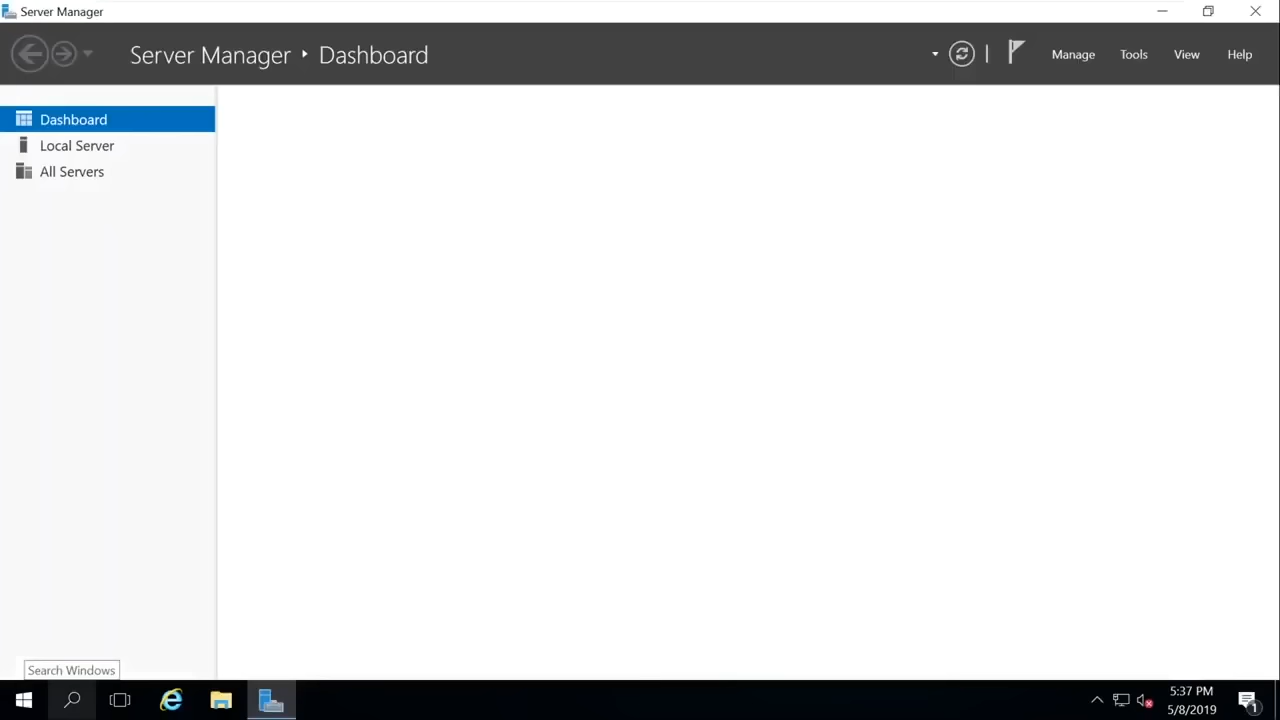 Server Manager
Server Manager ‣ Dashboard
Manage Tools View Help
Dashboard
Local Server
All Servers
Search Windows
5:37 PM
5/8/2019
1